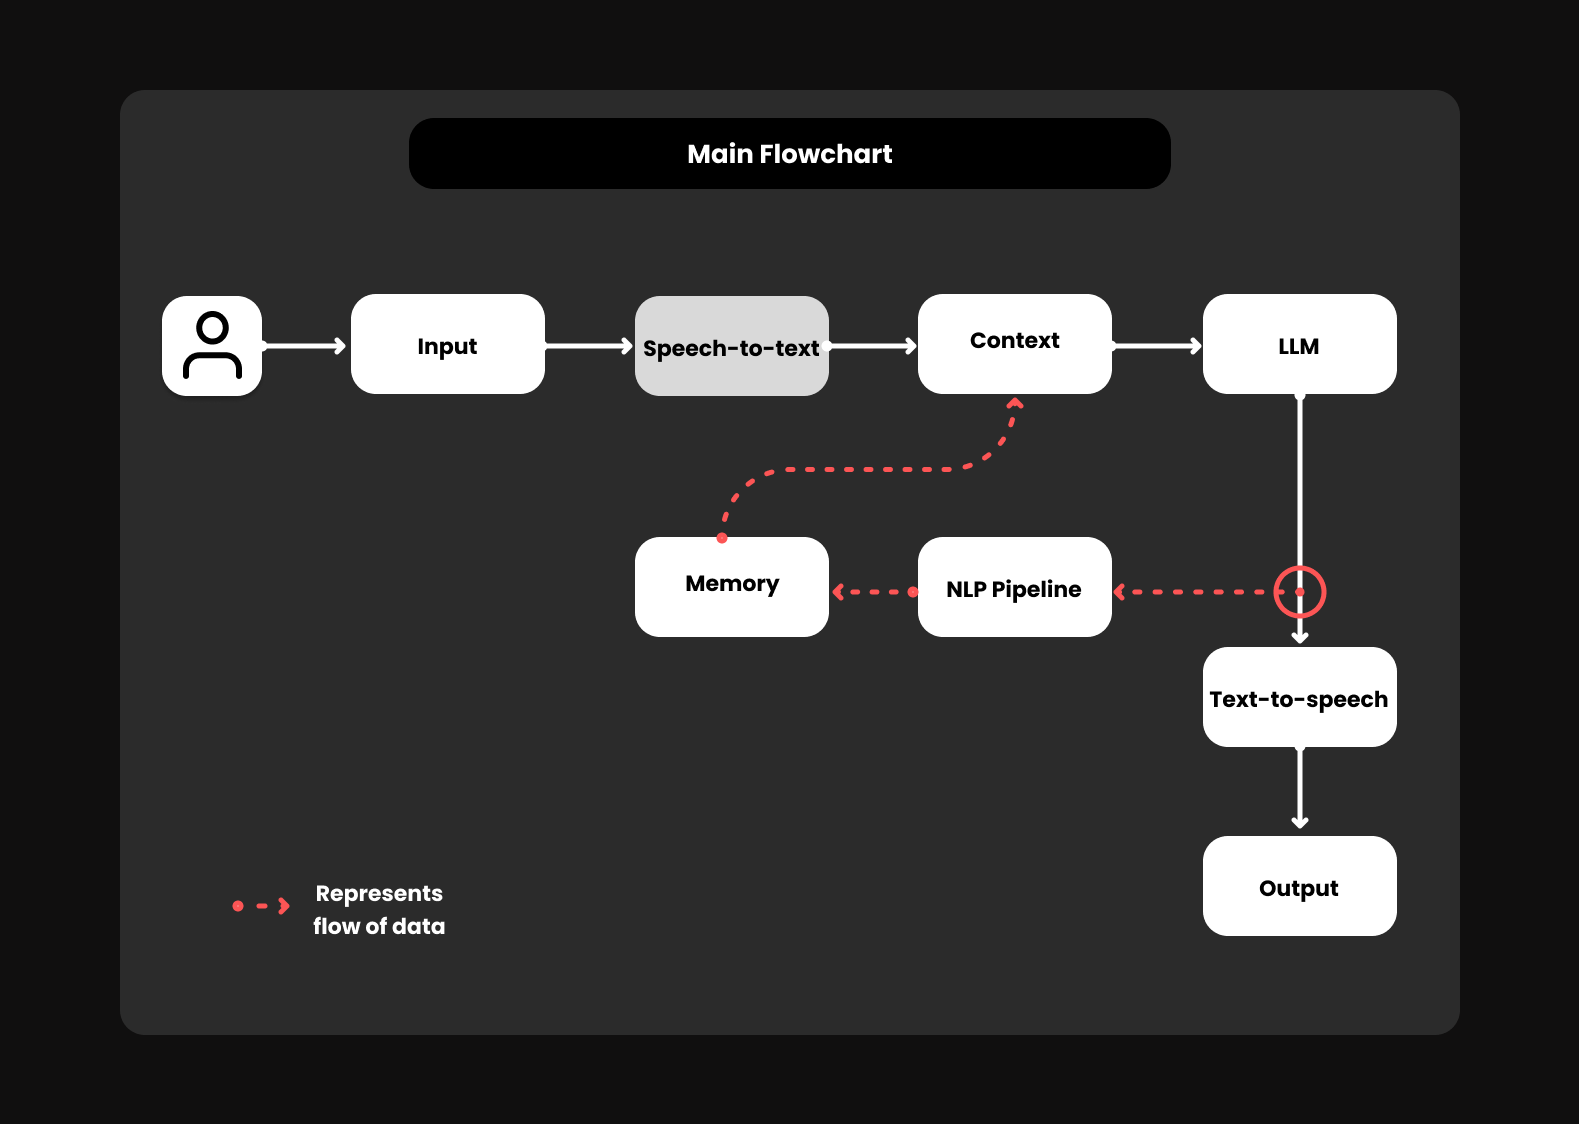 Main Flowchart
Input
Speech-to-text
Context
LLM
Memory
NLP Pipeline
Text-to-speech
Output
Represents
flow of data